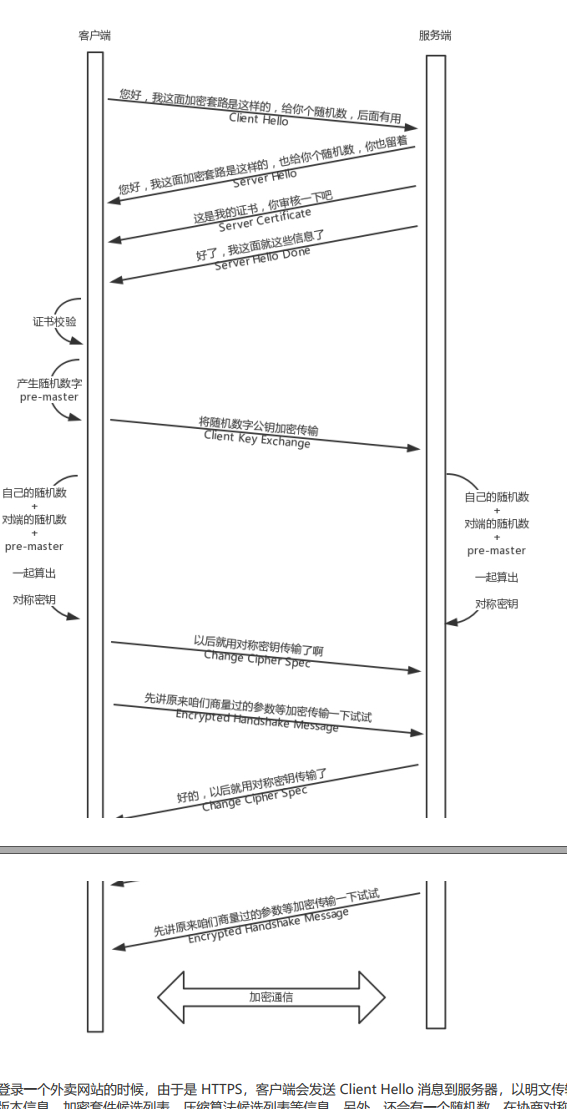 客户端
服务端
您好，我这面加密套路是这样的，给你个随机数，后面有用
Client Hello
您好，我这面加密套路是这样的，也给你个随机数，你也留着
Server Hello
这是我的证书，你审核一下吧
Server Certificate
好了，我这面就这些信息了
Server Hello Done
证书校验
产生随机数字
pre-master
将随机数字公钥加密传输
Client Key Exchange
自己的随机数
+
对端的随机数
+
pre-master
一起算出
对称密钥
自己的随机数
+
对端的随机数
+
pre-master
一起算出
对称密钥
以后就用对称密钥传输了啊
Change Cipher Spec
先讲原来咱们商量过的参数等加密传输一下试试
Encrypted Handshake Message
好的，以后就用对称密钥传输了
Change Cipher Spec
先讲原来咱们商量过的参数等加密传输一下试试
Encrypted Handshake Message
加密通信
登录一个外卖网站的时候，由于是 HTTPS，客户端会发送 Client Hello 消息到服务器，以明文传输
版本信息、加密套件候选列表、压缩算法候选列表等信息。另外，还会有一个随机数，在协商对称